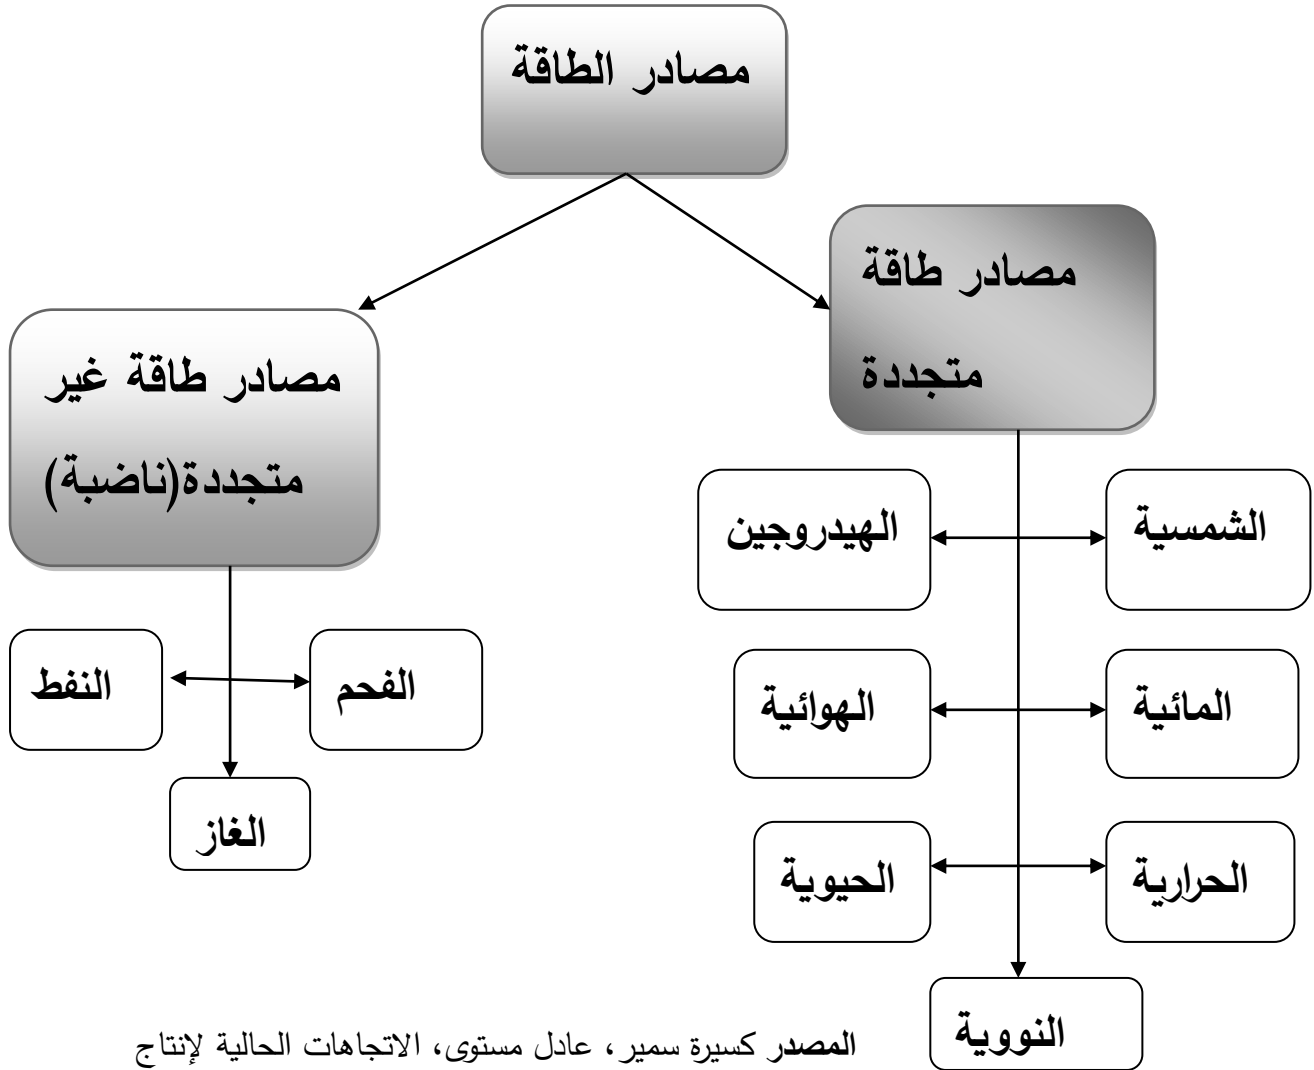 مصادر الطاقة
مصادر طاقة
متجددة
مصادر طاقة غير
متجددة(ناضبة)
الشمسية
الهيدروجين
المائية
الهوائية
الحرارية
الحيوية
النووية
الفحم
النفط
الغاز
المصدر كسيرة سمير، عادل مستوى، الاتجاهات الحالية لإنتاج